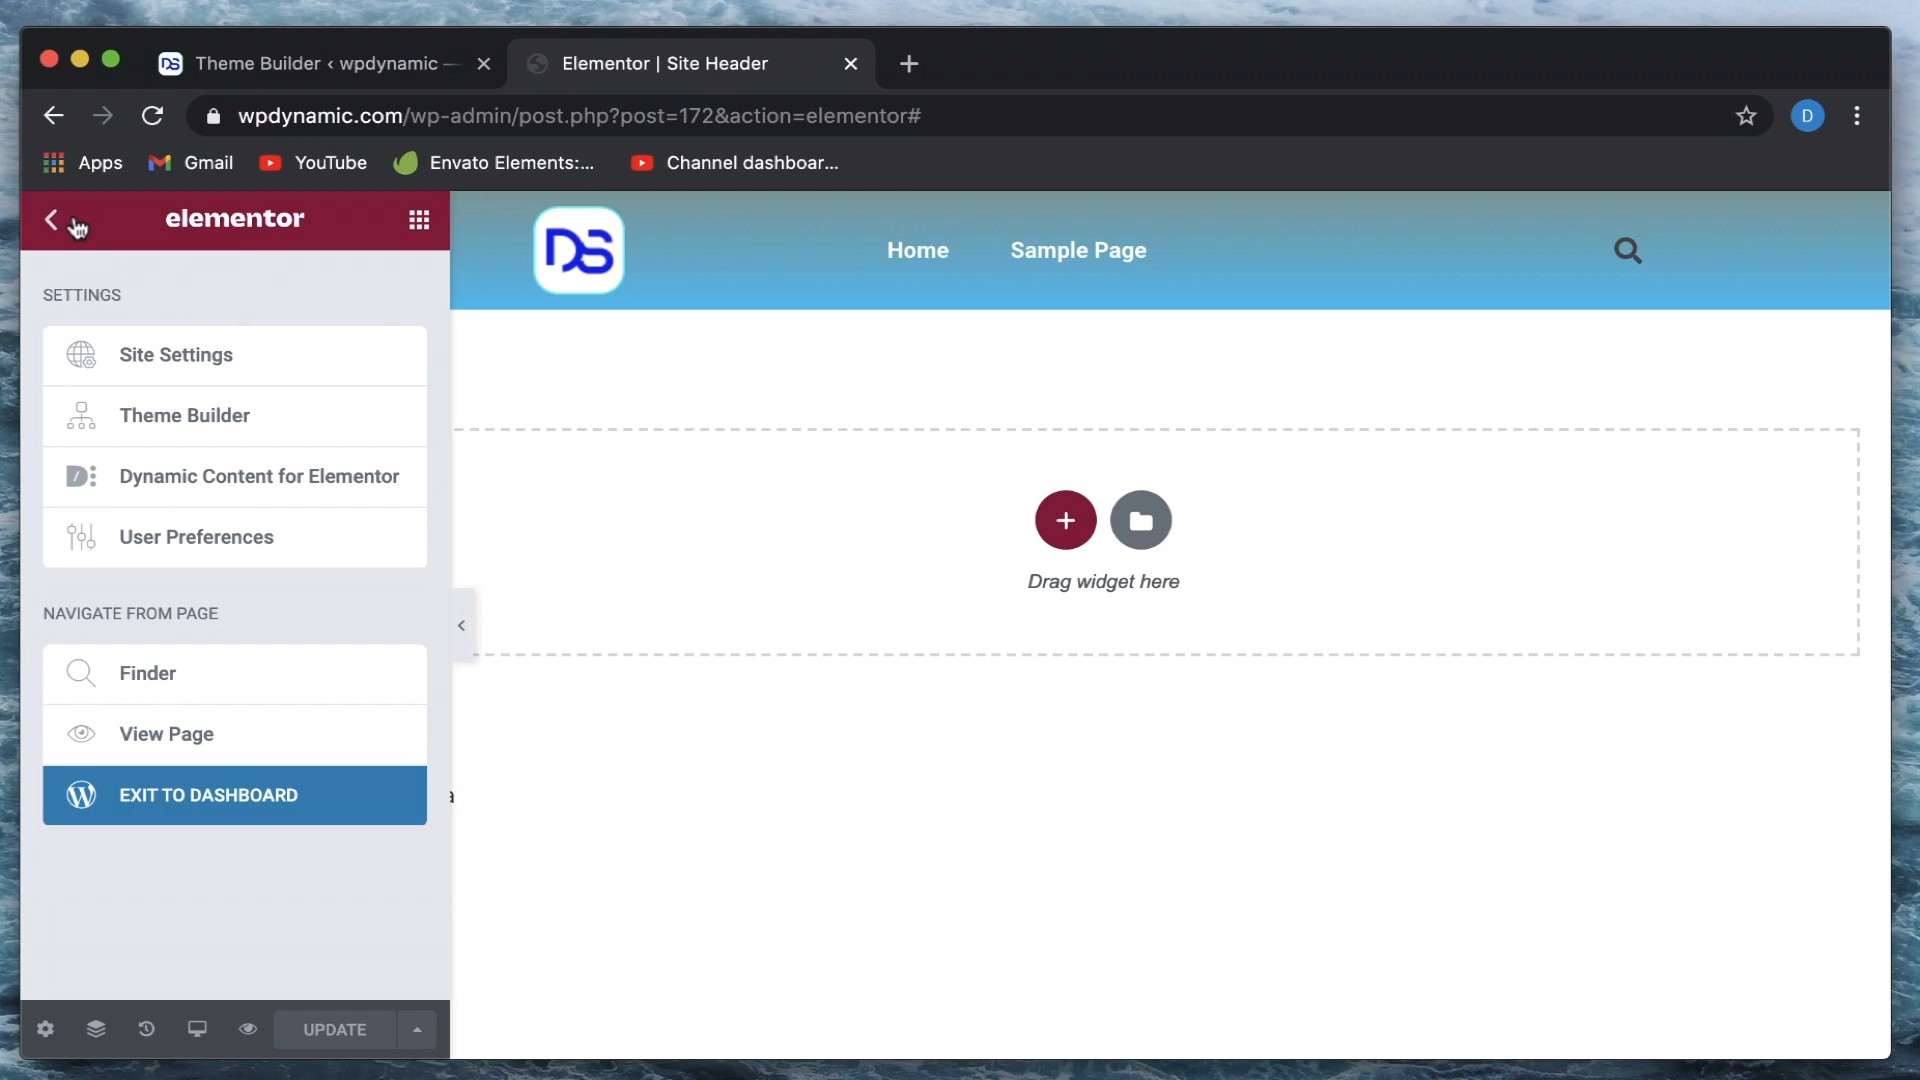 Theme Builder ‹ wpdynamic —
Elementor | Site Header
wpdynamic.com/wp-admin/post.php?post=172&action=elementor#
D
Apps
Gmail
YouTube
Envato Elements:...
Channel dashboar...
elementor
DS
Home
Sample Page
SETTINGS
Site Settings
Theme Builder
Dynamic Content for Elementor
User Preferences
Drag widget here
NAVIGATE FROM PAGE
Finder
View Page
EXIT TO DASHBOARD
UPDATE